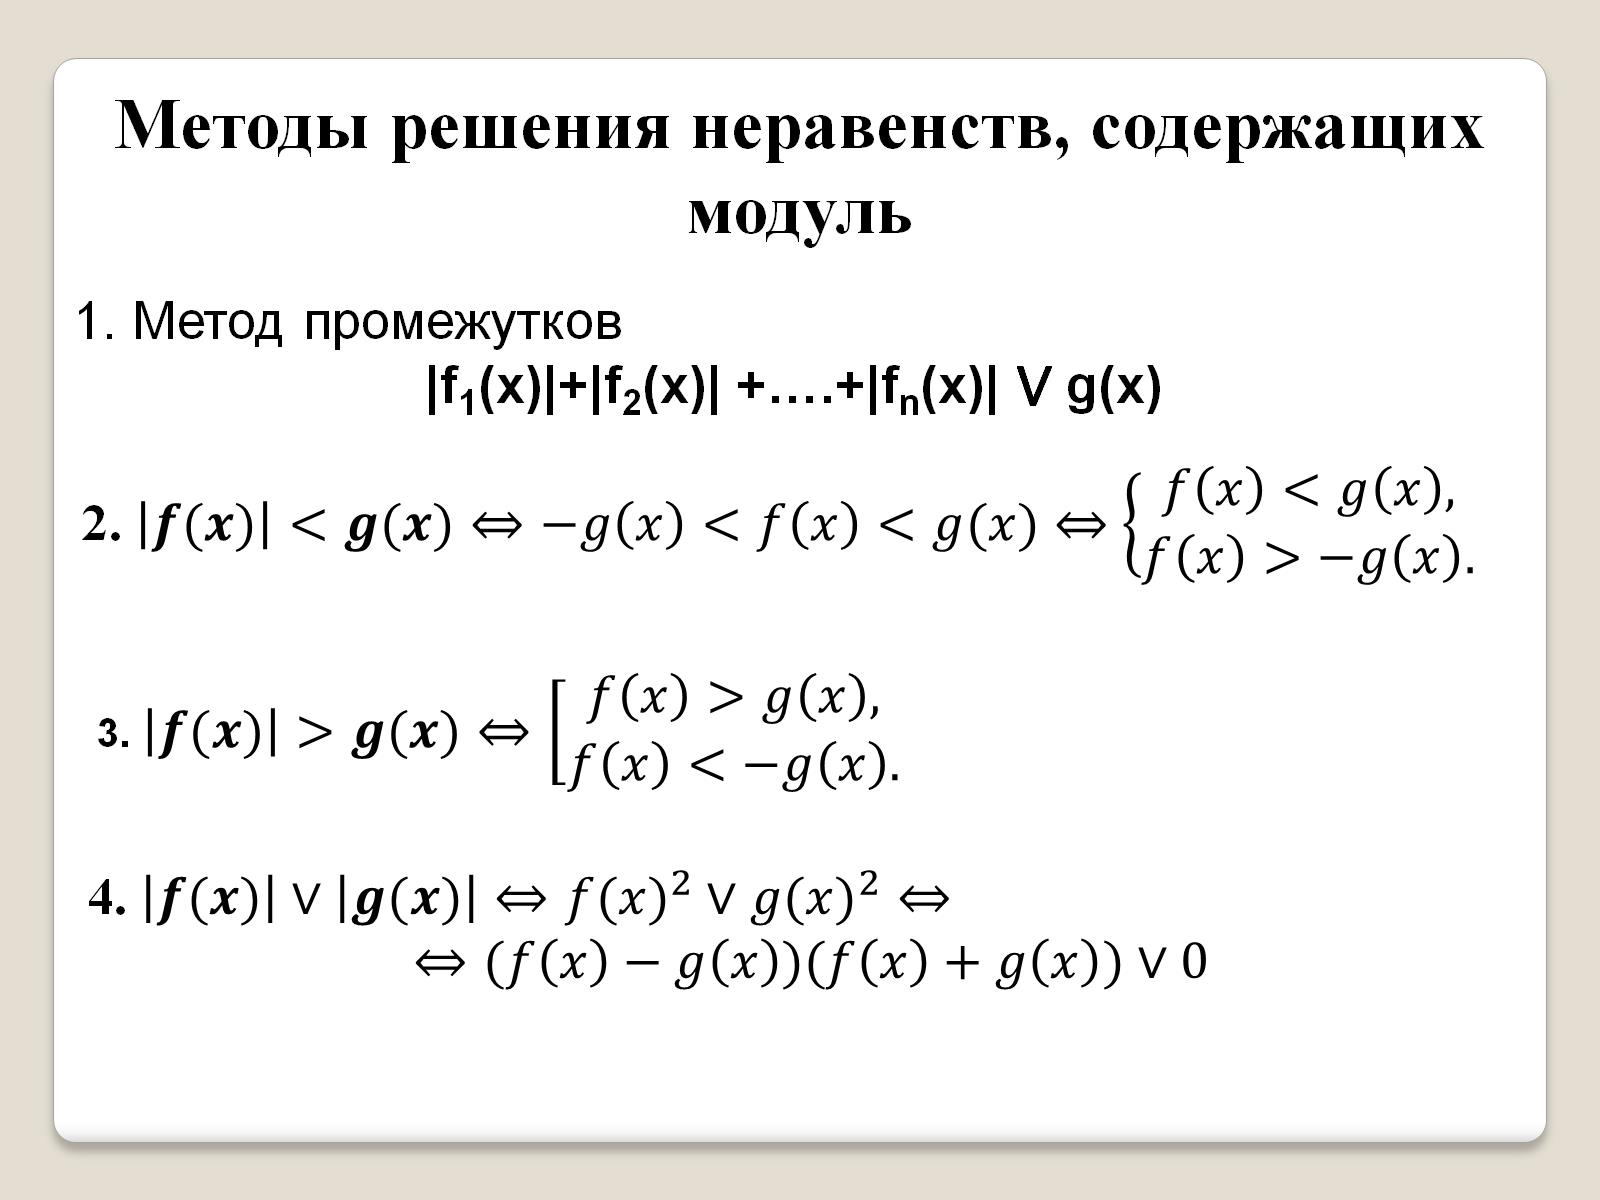 Методы решения неравенств, содержащих
модуль
1. Метод промежутков
|f₁(x)|+|f₂(x)| +….+|fₙ(x)| V g(x)
2. |f(x)| < g(x) ⇔ −g(x) < f(x) < g(x) ⇔ { f(x) < g(x),
f(x) > −g(x).
3. |f(x)| > g(x) ⇔ [ f(x) > g(x),
f(x) < −g(x).
4. |f(x)| ∨ |g(x)| ⇔ f(x)² ∨ g(x)² ⇔
⇔ (f(x) − g(x))(f(x) + g(x)) ∨ 0